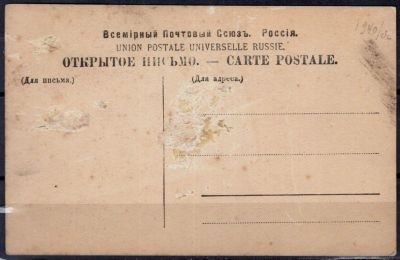 Всемірный Почтовый Союзъ. Россія.
UNION POSTALE UNIVERSELLE RUSSIE.
ОТКРЫТОЕ ПИСЬМО. — CARTE POSTALE.
(Для письма.) (Для адреса.)